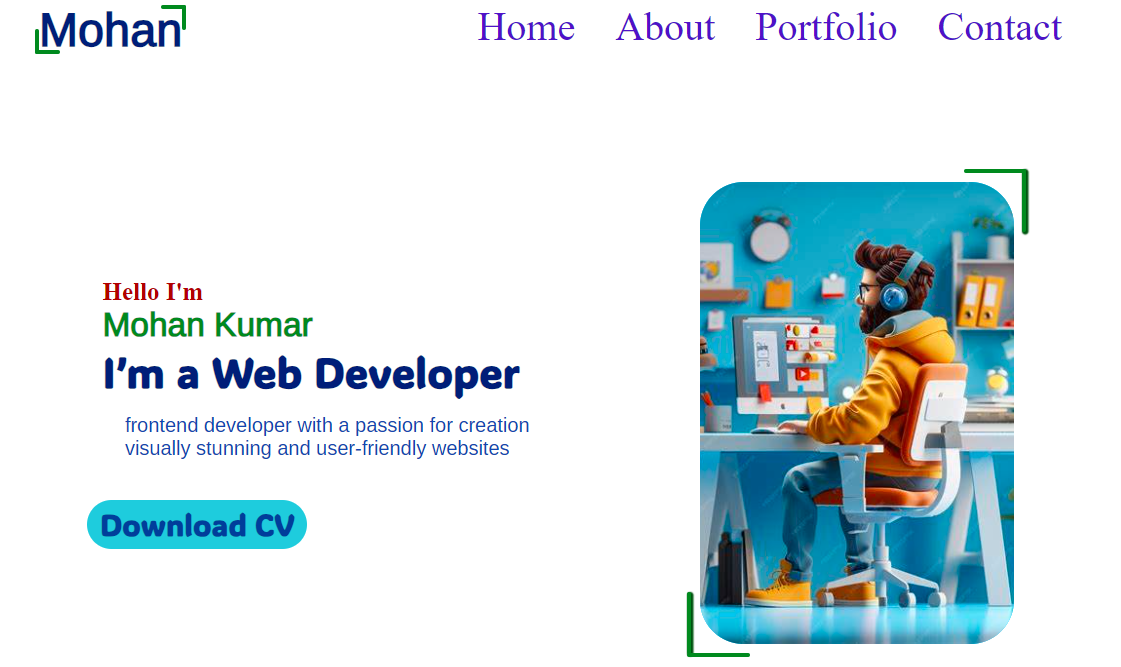 Mohan
Home About Portfolio Contact
Hello I'm
Mohan Kumar
I'm a Web Developer
frontend developer with a passion for creation
visually stunning and user-friendly websites
Download CV